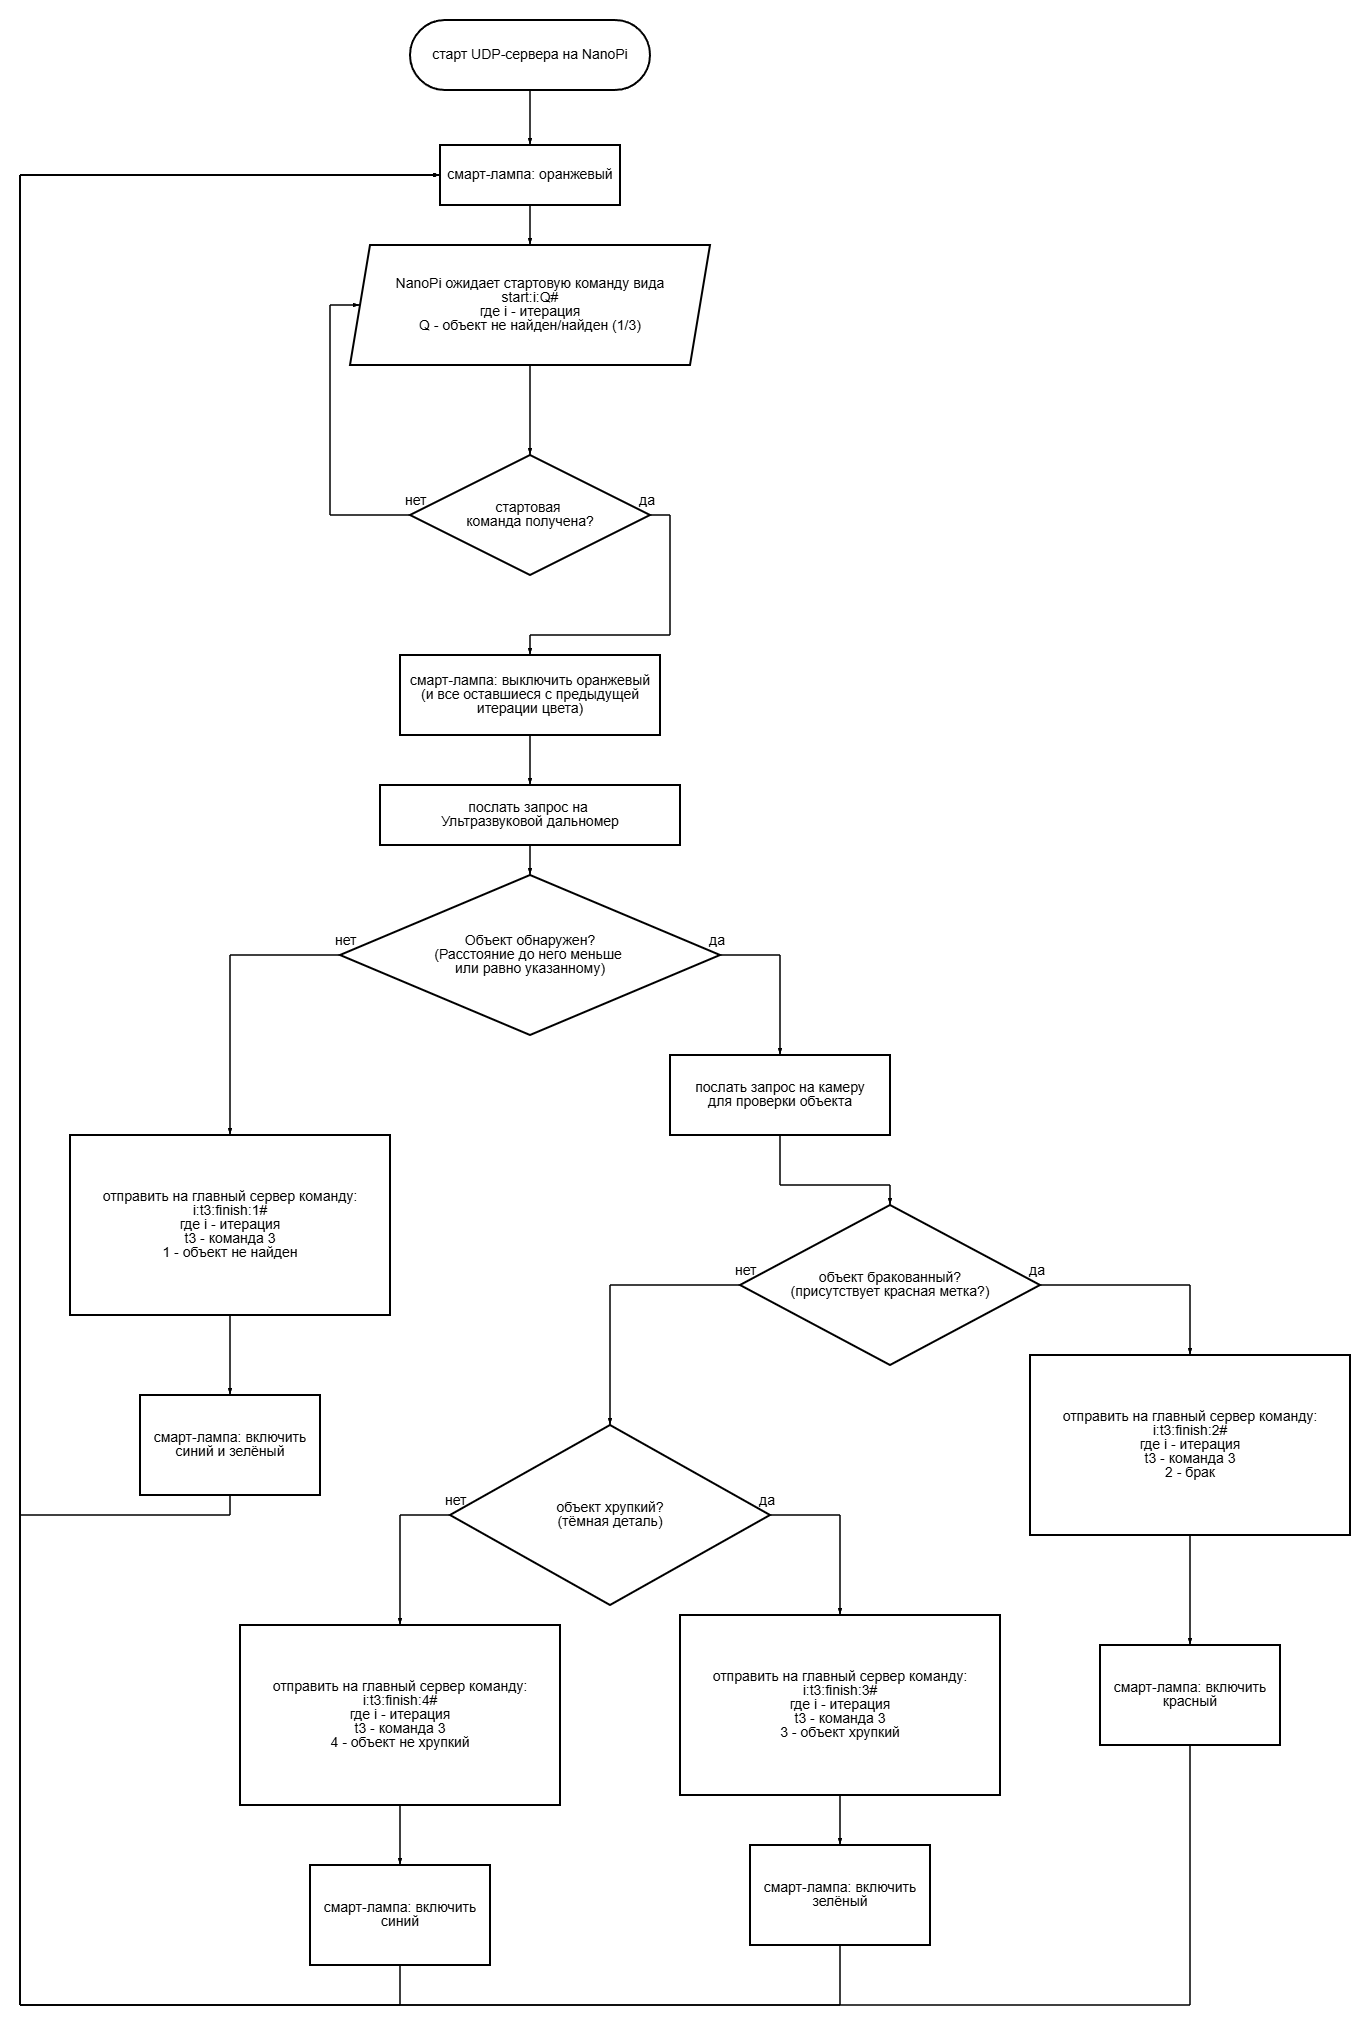 старт UDP-сервера на NanoPi
смарт-лампа: оранжевый
NanoPi ожидает стартовую команду вида
start:i:Q#
где i - итерация
Q - объект не найден/найден (1/3)
нет
да
стартовая
команда получена?
смарт-лампа: выключить оранжевый
(и все оставшиеся с предыдущей
итерации цвета)
послать запрос на
Ультразвуковой дальномер
нет
да
Объект обнаружен?
(Расстояние до него меньше
или равно указанному)
послать запрос на камеру
для проверки объекта
отправить на главный сервер команду:
i:t3:finish:1#
где i - итерация
t3 - команда 3
1 - объект не найден
нет
да
объект бракованный?
(присутствует красная метка?)
смарт-лампа: включить
синий и зелёный
отправить на главный сервер команду:
i:t3:finish:2#
где i - итерация
t3 - команда 3
2 - брак
нет
да
объект хрупкий?
(тёмная деталь)
отправить на главный сервер команду:
i:t3:finish:4#
где i - итерация
t3 - команда 3
4 - объект не хрупкий
отправить на главный сервер команду:
i:t3:finish:3#
где i - итерация
t3 - команда 3
3 - объект хрупкий
смарт-лампа: включить
красный
смарт-лампа: включить
синий
смарт-лампа: включить
зелёный